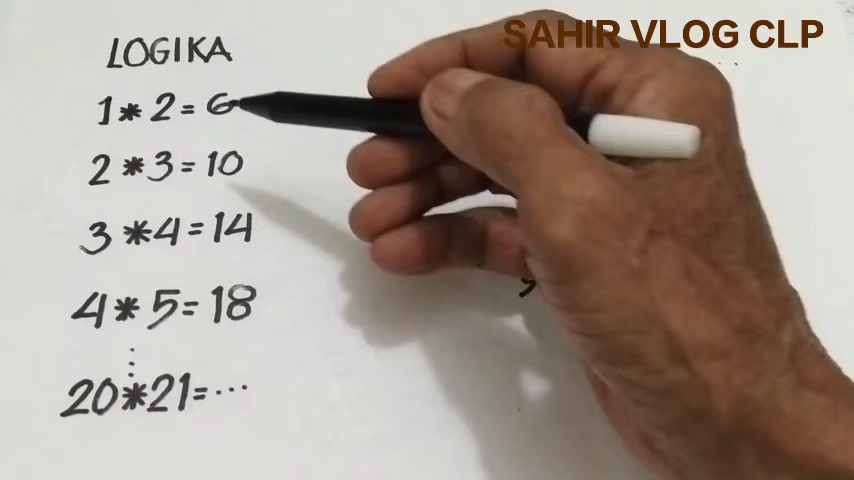 SAHIR VLOG CLP
LOGIKA
1 * 2 = 6
2 * 3 = 10
3 * 4 = 14
4 * 5 = 18
⋮
20 * 21 = ...